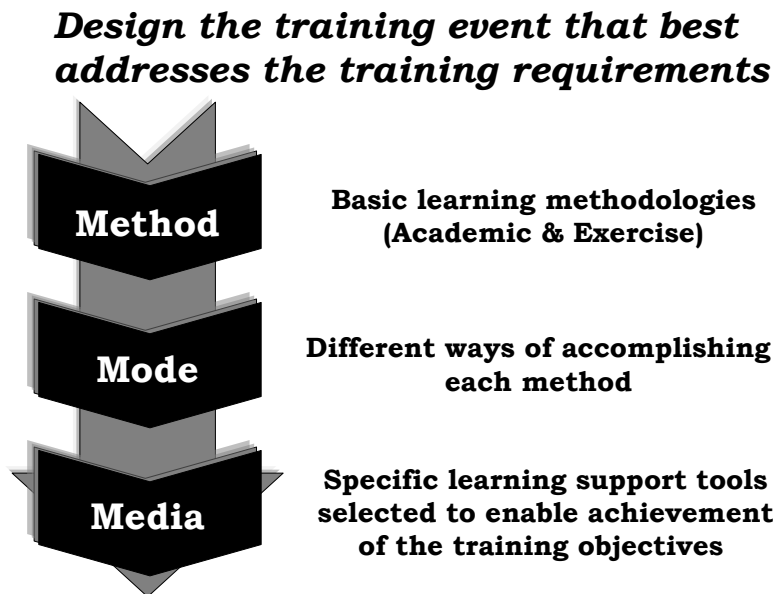 Design the training event that best
addresses the training requirements
Method
Basic learning methodologies
(Academic & Exercise)
Mode
Different ways of accomplishing
each method
Media
Specific learning support tools
selected to enable achievement
of the training objectives